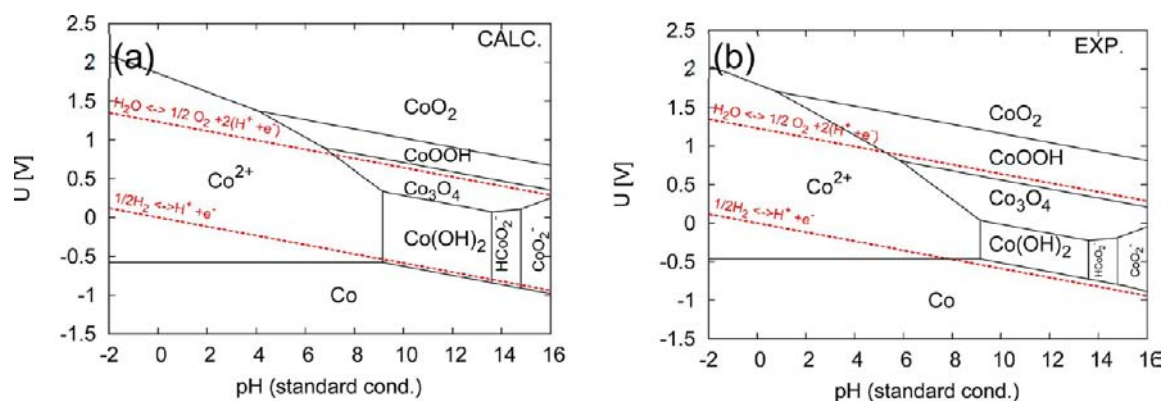 (a)
CALC.
2.5
2
1.5
1
0.5
0
-0.5
-1
-1.5
U [V]
H₂O <-> 1/2 O₂ +2(H⁺ +e⁻)
CoO₂
CoOOH
Co²⁺
Co₃O₄
1/2H₂ <->H⁺ +e⁻
Co(OH)₂
HCoO₂⁻
CoO₂⁻
Co
-2 0 2 4 6 8 10 12 14 16
pH (standard cond.)
(b)
EXP.
2.5
2
1.5
1
0.5
0
-0.5
-1
-1.5
U [V]
H₂O <-> 1/2 O₂ +2(H⁺ +e⁻)
CoO₂
CoOOH
Co²⁺
Co₃O₄
1/2H₂ <->H⁺ +e⁻
Co(OH)₂
HCoO₂⁻
CoO₂⁻
Co
-2 0 2 4 6 8 10 12 14 16
pH (standard cond.)